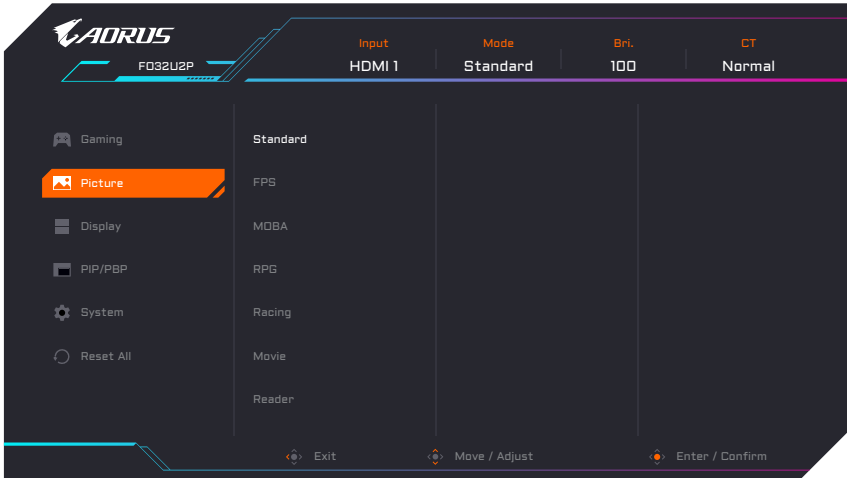 AORUS
FO32U2P
Input Mode Bri. CT
HDMI 1 Standard 100 Normal
Gaming
Picture
Display
PIP/PBP
System
Reset All
Standard
FPS
MOBA
RPG
Racing
Movie
Reader
Exit Move / Adjust Enter / Confirm